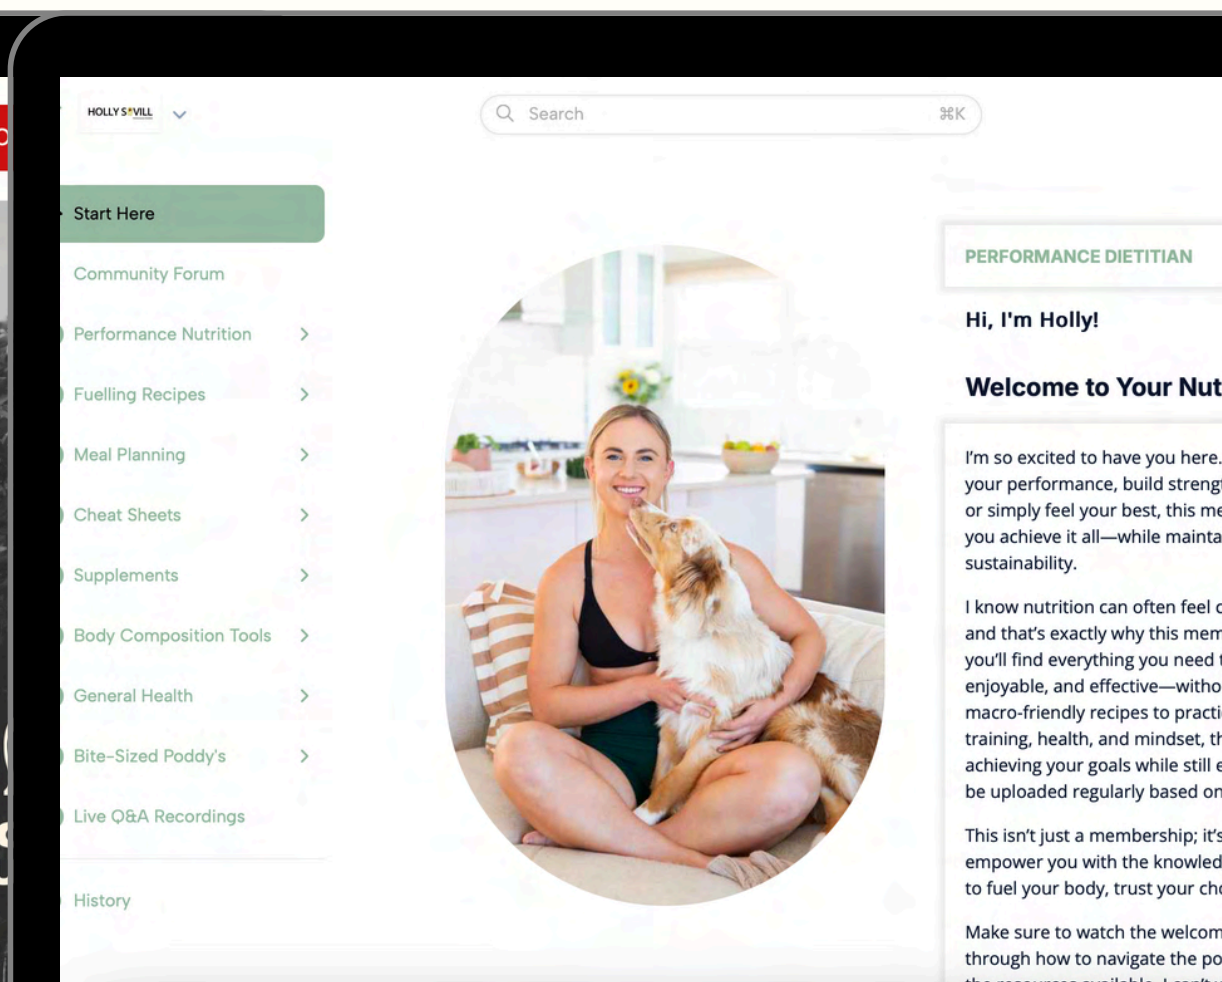 HOLLY SOVILL
Search
⌘K
Start Here
Community Forum
Performance Nutrition
Fuelling Recipes
Meal Planning
Cheat Sheets
Supplements
Body Composition Tools
General Health
Bite-Sized Poddy's
Live Q&A Recordings
History
PERFORMANCE DIETITIAN
Hi, I'm Holly!
Welcome to Your Nut
I'm so excited to have you here.
your performance, build strengt
or simply feel your best, this me
you achieve it all—while mainta
sustainability.
I know nutrition can often feel c
and that's exactly why this mem
you'll find everything you need t
enjoyable, and effective—witho
macro-friendly recipes to practi
training, health, and mindset, th
achieving your goals while still e
be uploaded regularly based on
This isn't just a membership; it's
empower you with the knowled
to fuel your body, trust your cho
Make sure to watch the welcom
through how to navigate the po